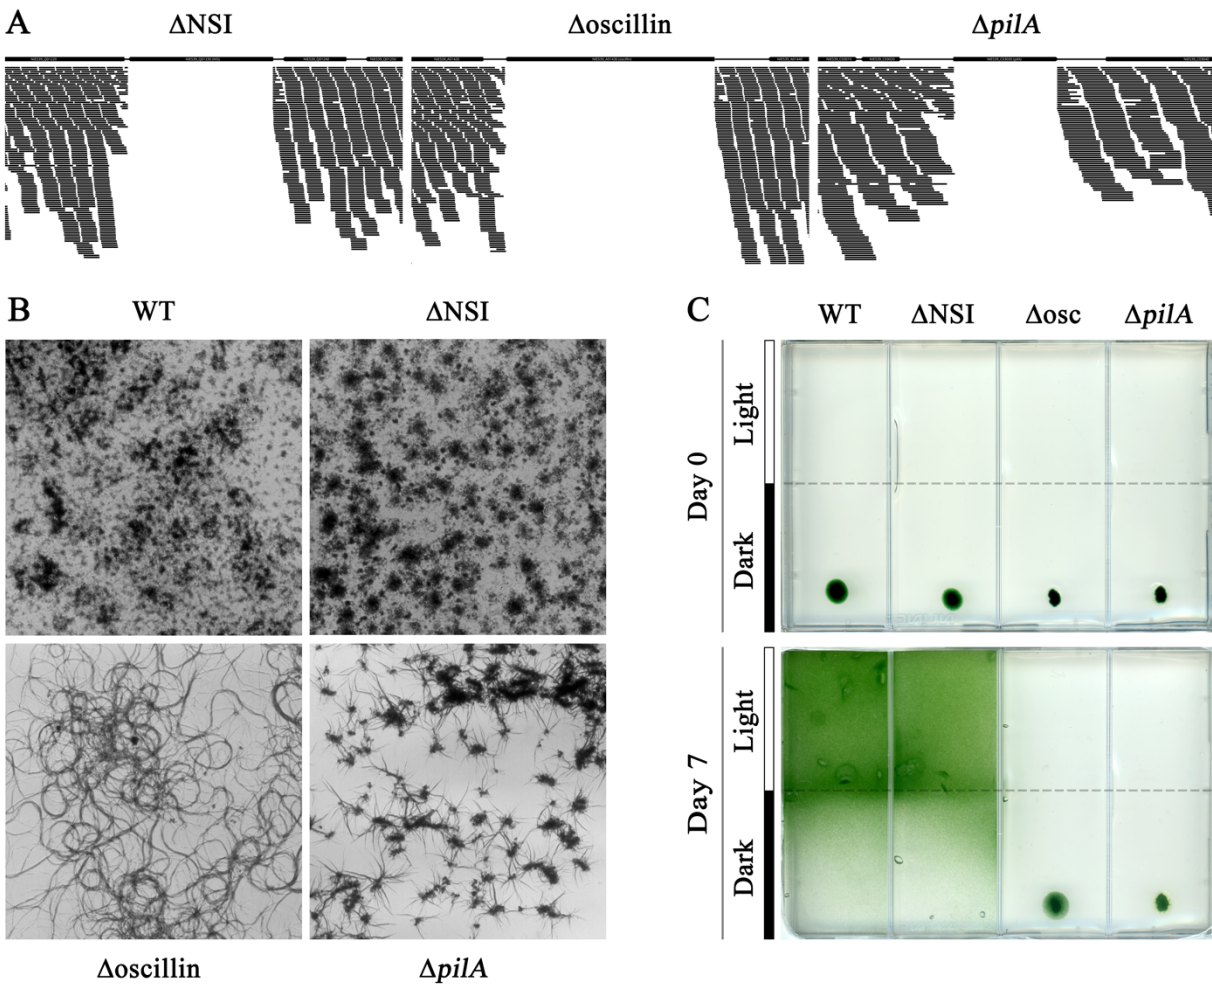 A ΔNSI Δoscillin ΔpilA
B WT ΔNSI
Δoscillin ΔpilA
C WT ΔNSI Δosc ΔpilA
Day 0
Light
Dark
Day 7
Light
Dark